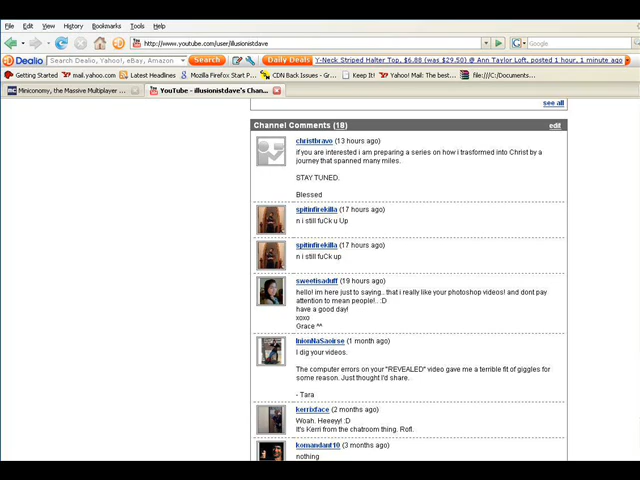 File Edit View History Bookmarks Tools Help
http://www.youtube.com/user/illusionistdave
Google
Dealio Search Dealio, Yahoo!, eBay, Amazon Search Daily Deals Y-Neck Striped Halter Top, $6.88 (was $29.50) @ Ann Taylor Loft, posted 1 hour, 1 minute ago
Getting Started mail.yahoo.com Latest Headlines Mozilla Firefox Start P... CDN Back Issues - Gr... Keep It! Yahoo! Mail: The best... file:///C:/Documents...
Miniconomy, the Massive Multiplayer ... YouTube - illusionistdave's Chan...
see all
Channel Comments (18) edit
christbravo (13 hours ago)
if you are interested i am preparing a series on how i trasformed into Christ by a
journey that spanned many miles.
STAY TUNED.
Blessed
spitinfirekilla (17 hours ago)
n i still fuCk u Up
spitinfirekilla (17 hours ago)
n i still fuCk up
sweetisaduff (19 hours ago)
hello! im here just to saying.. that i really like your photoshop videos! and dont pay
attention to mean people!.. :D
have a good day!
xoxo
Grace ^^
InionNaSaoirse (1 month ago)
I dig your videos.
The computer errors on your "REVEALED" video gave me a terrible fit of giggles for
some reason. Just thought I'd share.
- Tara
kerrixface (2 months ago)
Woah. Heeeyy! :D
It's Kerri from the chatroom thing. Rofl.
komandant10 (3 months ago)
nothing